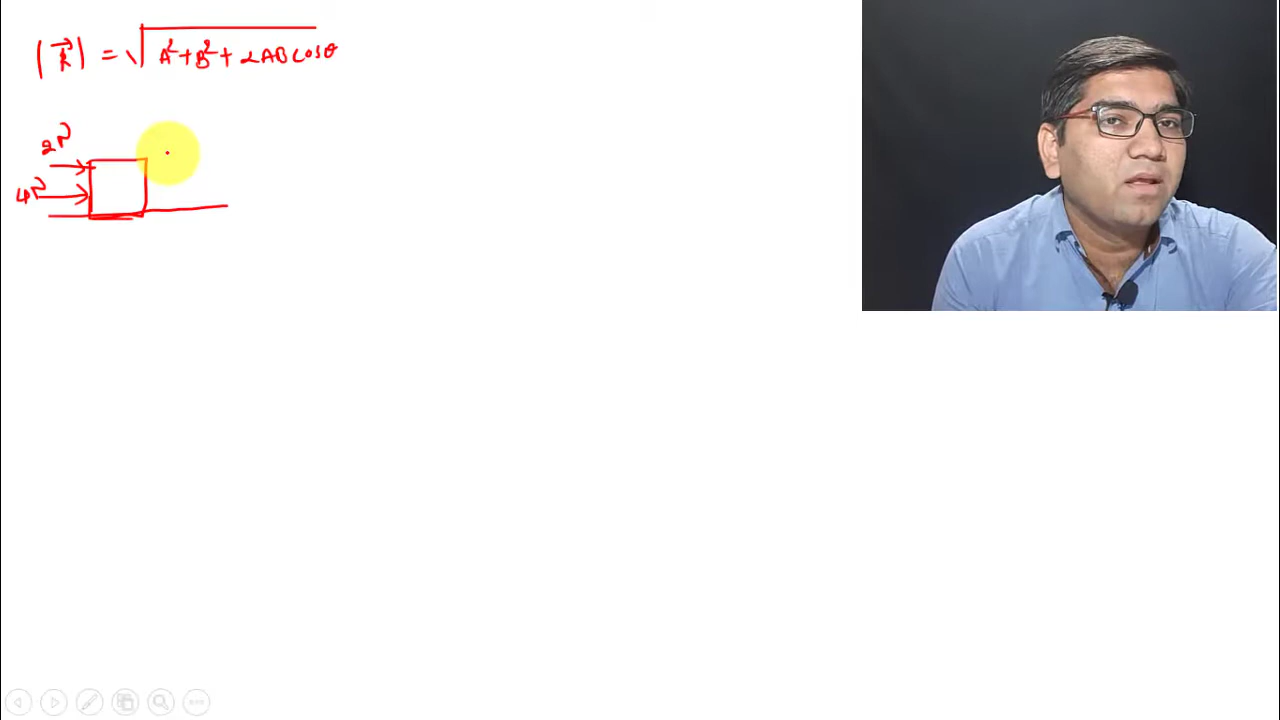 |R⃗| = √A²+B²+2ABCosθ
2N
4N